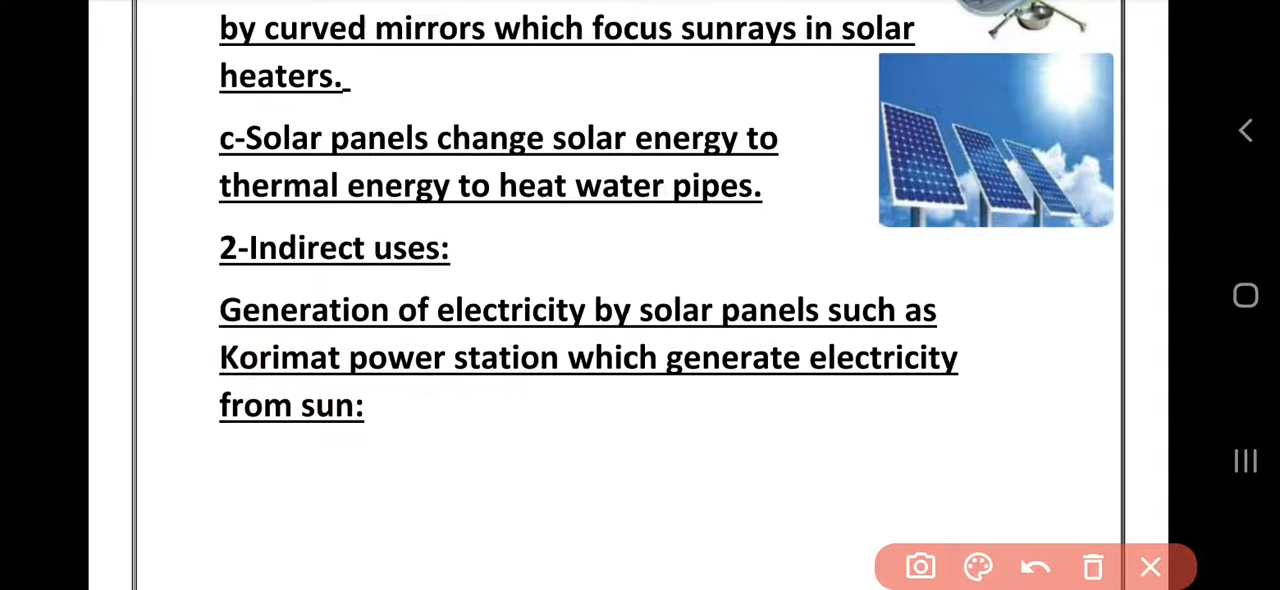 by curved mirrors which focus sunrays in solar
heaters.
c-Solar panels change solar energy to
thermal energy to heat water pipes.
2-Indirect uses:
Generation of electricity by solar panels such as
Korimat power station which generate electricity
from sun: